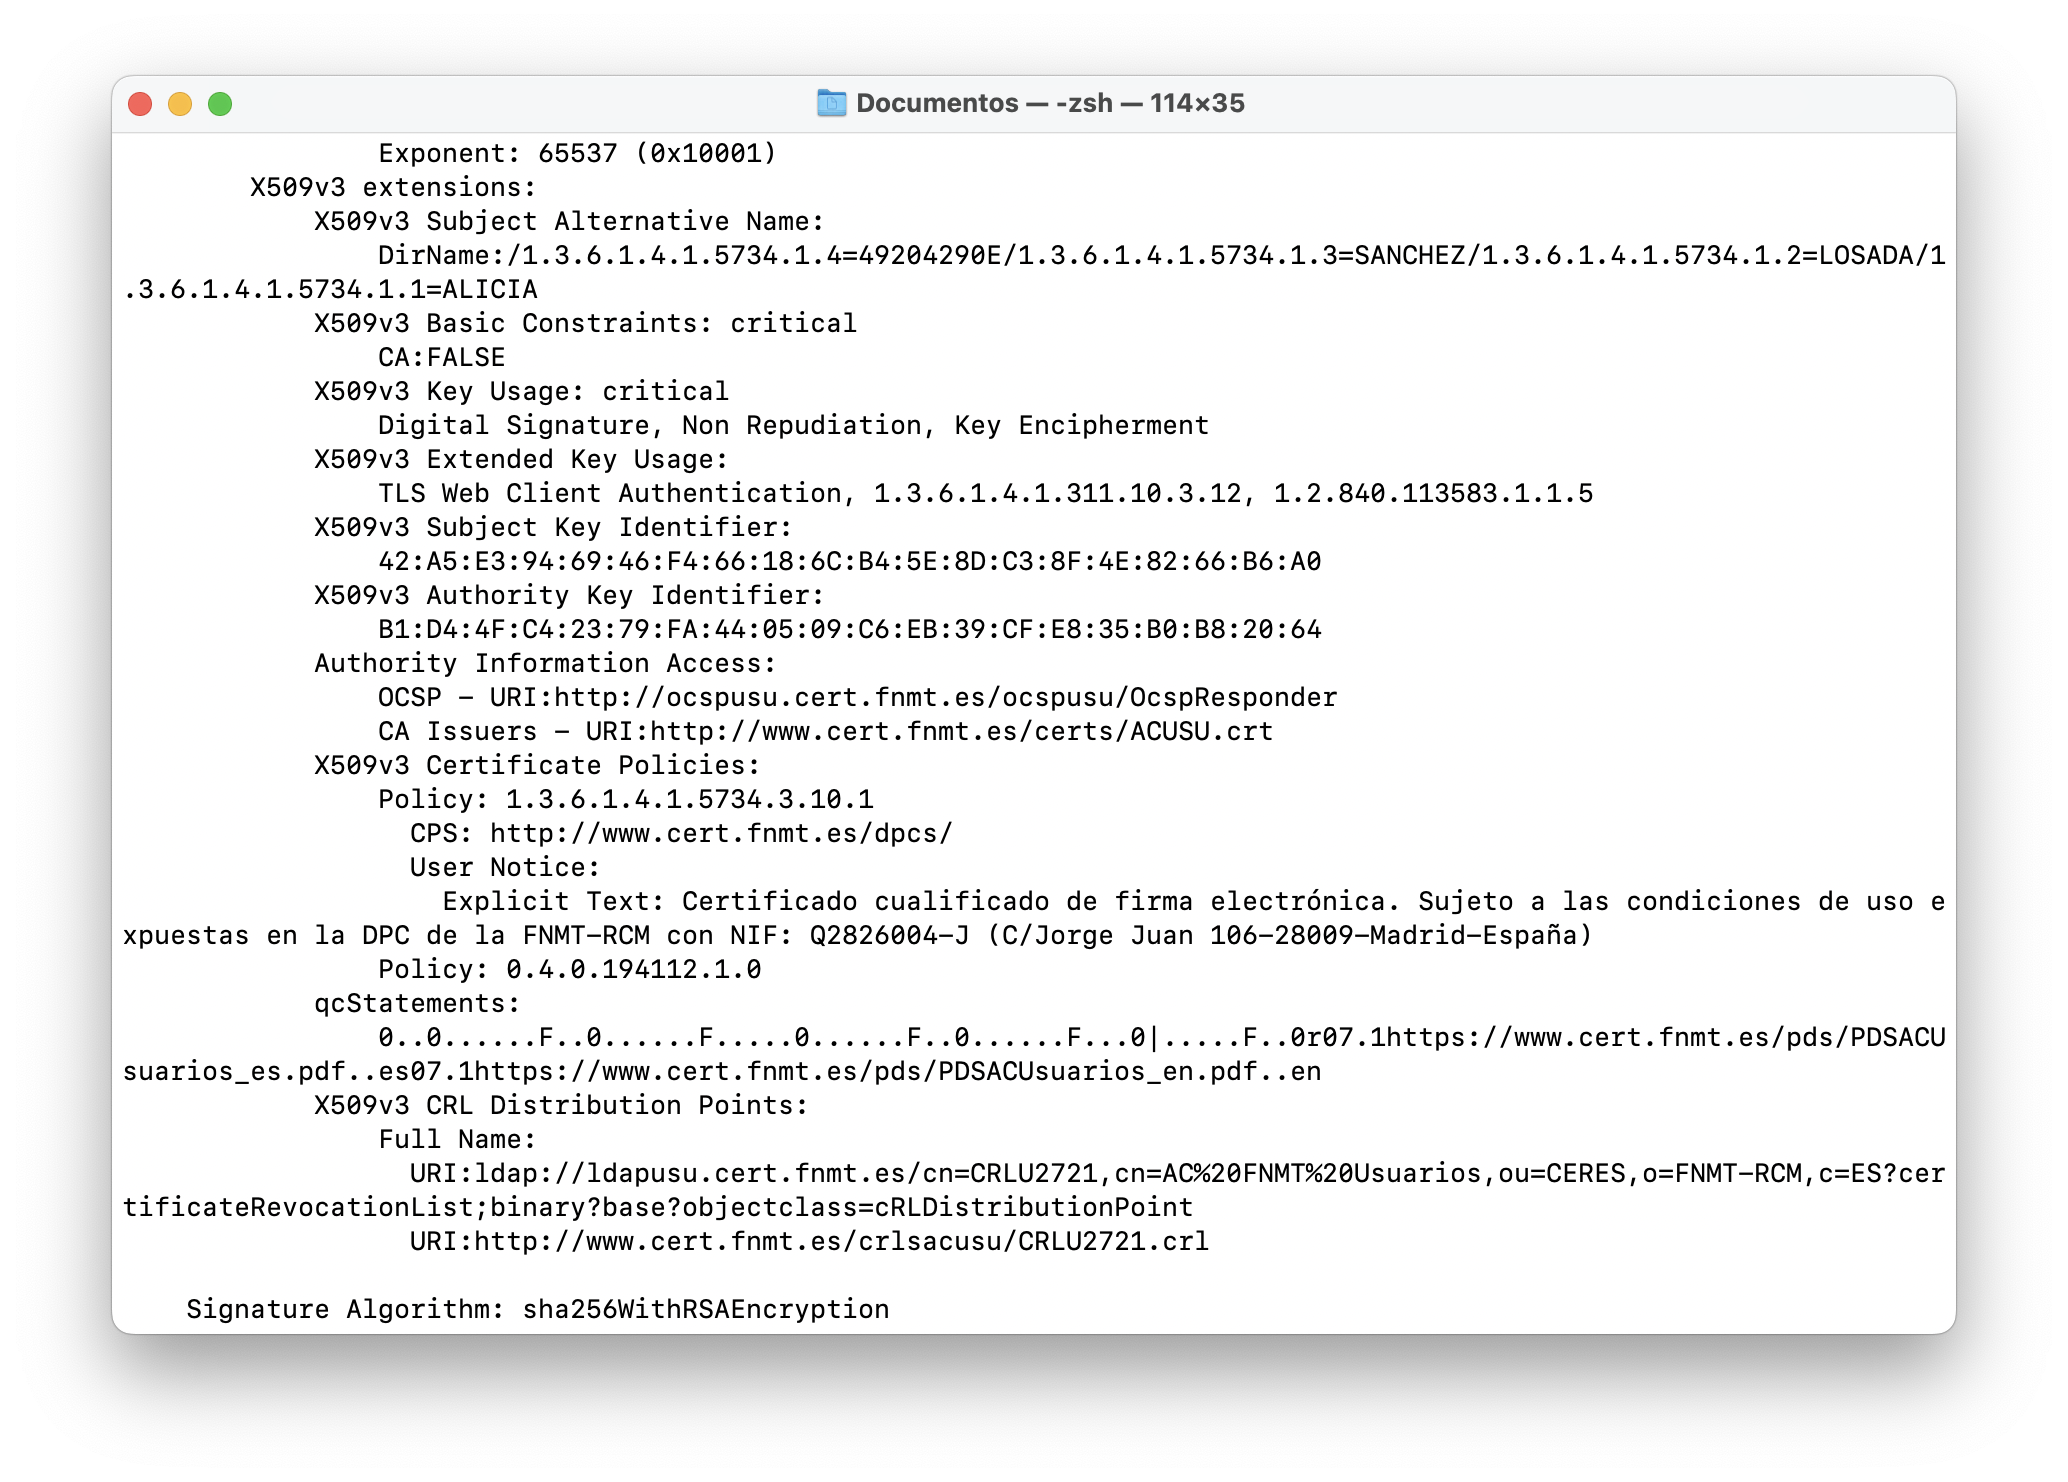 Documentos — -zsh — 114×35
Exponent: 65537 (0x10001)
X509v3 extensions:
X509v3 Subject Alternative Name:
DirName:/1.3.6.1.4.1.5734.1.4=49204290E/1.3.6.1.4.1.5734.1.3=SANCHEZ/1.3.6.1.4.1.5734.1.2=LOSADA/1
.3.6.1.4.1.5734.1.1=ALICIA
X509v3 Basic Constraints: critical
CA:FALSE
X509v3 Key Usage: critical
Digital Signature, Non Repudiation, Key Encipherment
X509v3 Extended Key Usage:
TLS Web Client Authentication, 1.3.6.1.4.1.311.10.3.12, 1.2.840.113583.1.1.5
X509v3 Subject Key Identifier:
42:A5:E3:94:69:46:F4:66:18:6C:B4:5E:8D:C3:8F:4E:82:66:B6:A0
X509v3 Authority Key Identifier:
B1:D4:4F:C4:23:79:FA:44:05:09:C6:EB:39:CF:E8:35:B0:B8:20:64
Authority Information Access:
OCSP - URI:http://ocspusu.cert.fnmt.es/ocspusu/OcspResponder
CA Issuers - URI:http://www.cert.fnmt.es/certs/ACUSU.crt
X509v3 Certificate Policies:
Policy: 1.3.6.1.4.1.5734.3.10.1
CPS: http://www.cert.fnmt.es/dpcs/
User Notice:
Explicit Text: Certificado cualificado de firma electrónica. Sujeto a las condiciones de uso e
xpuestas en la DPC de la FNMT-RCM con NIF: Q2826004-J (C/Jorge Juan 106-28009-Madrid-España)
Policy: 0.4.0.194112.1.0
qcStatements:
0..0......F..0......F.....0......F..0......F...0|.....F..0r07.1https://www.cert.fnmt.es/pds/PDSACU
suarios_es.pdf..es07.1https://www.cert.fnmt.es/pds/PDSACUsuarios_en.pdf..en
X509v3 CRL Distribution Points:
Full Name:
URI:ldap://ldapusu.cert.fnmt.es/cn=CRLU2721,cn=AC%20FNMT%20Usuarios,ou=CERES,o=FNMT-RCM,c=ES?cer
tificateRevocationList;binary?base?objectclass=cRLDistributionPoint
URI:http://www.cert.fnmt.es/crlsacusu/CRLU2721.crl
Signature Algorithm: sha256WithRSAEncryption